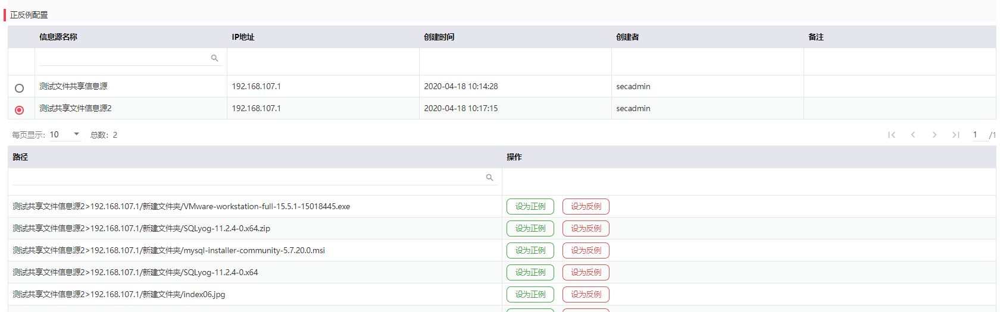 正反例配置
信息源名称 IP地址 创建时间 创建者 备注
测试文件共享信息源 192.168.107.1 2020-04-18 10:14:28 secadmin
测试共享文件信息源2 192.168.107.1 2020-04-18 10:17:15 secadmin
每页显示: 10 总数: 2 1 /1
路径 操作
测试共享文件信息源2>192.168.107.1/新建文件夹/VMware-workstation-full-15.5.1-15018445.exe 设为正例 设为反例
测试共享文件信息源2>192.168.107.1/新建文件夹/SQLyog-11.2.4-0.x64.zip 设为正例 设为反例
测试共享文件信息源2>192.168.107.1/新建文件夹/mysql-installer-community-5.7.20.0.msi 设为正例 设为反例
测试共享文件信息源2>192.168.107.1/新建文件夹/SQLyog-11.2.4-0.x64 设为正例 设为反例
测试共享文件信息源2>192.168.107.1/新建文件夹/index06.jpg 设为正例 设为反例